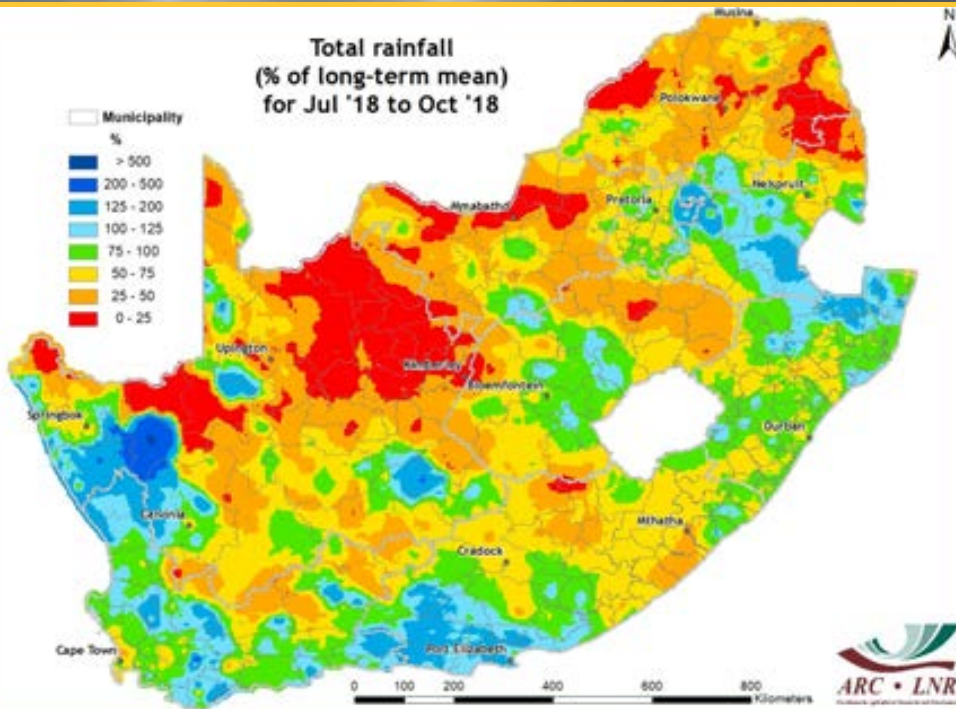 Total rainfall
(% of long-term mean)
for Jul '18 to Oct '18
N
Municipality
%
> 500
200 - 500
125 - 200
100 - 125
75 - 100
50 - 75
25 - 50
0 - 25
Musina
Polokwane
Nelspruit
Pretoria
Mmabatho
Upington
Kimberley
Bloemfontein
Springbok
Durban
Calvinia
Mthatha
Cradock
Cape Town
Port Elizabeth
0 100 200 400 600 800
Kilometers
ARC • LNR